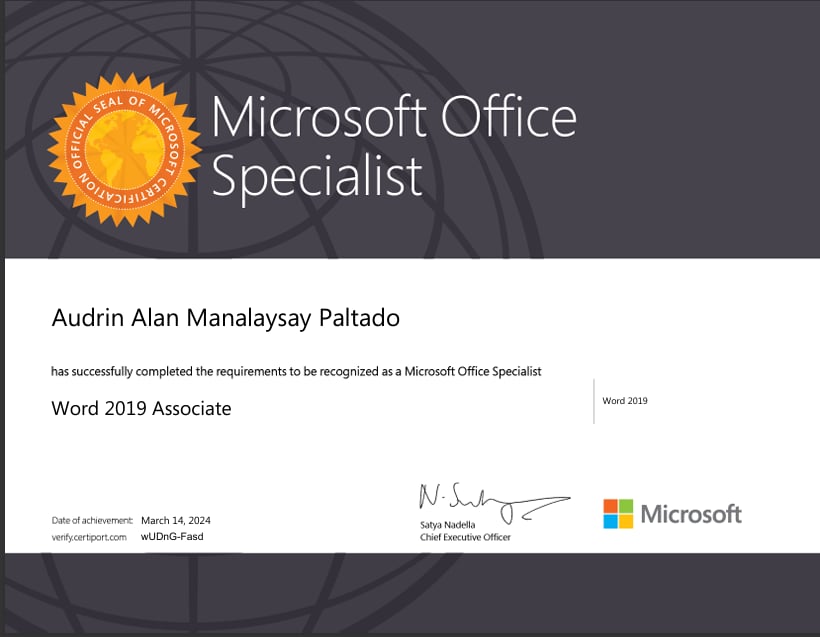 OFFICIAL SEAL OF MICROSOFT CERTIFICATION
Microsoft Office
Specialist
Audrin Alan Manalaysay Paltado
has successfully completed the requirements to be recognized as a Microsoft Office Specialist
Word 2019 Associate
Word 2019
Date of achievement: March 14, 2024
verify.certiport.com wUDnG-Fasd
Satya Nadella
Chief Executive Officer
Microsoft